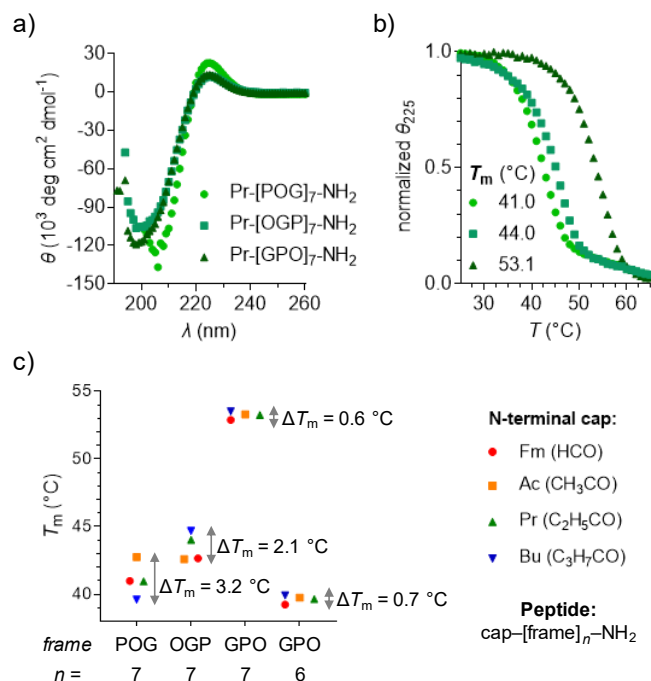 a)
30
0
-30
-60
-90
-120
-150
θ (10³ deg cm² dmol⁻¹)
Pr-[POG]₇-NH₂
Pr-[OGP]₇-NH₂
Pr-[GPO]₇-NH₂
200 220 240 260
λ (nm)
b)
1.0
0.5
0.0
normalized θ₂₂₅
Tₘ (°C)
41.0
44.0
53.1
30 40 50 60
T (°C)
c)
55
50
45
40
Tₘ (°C)
ΔTₘ = 0.6 °C
ΔTₘ = 2.1 °C
ΔTₘ = 3.2 °C
ΔTₘ = 0.7 °C
frame POG OGP GPO GPO
n = 7 7 7 6
N-terminal cap:
Fm (HCO)
Ac (CH₃CO)
Pr (C₂H₅CO)
Bu (C₃H₇CO)
Peptide:
cap–[frame]ₙ–NH₂